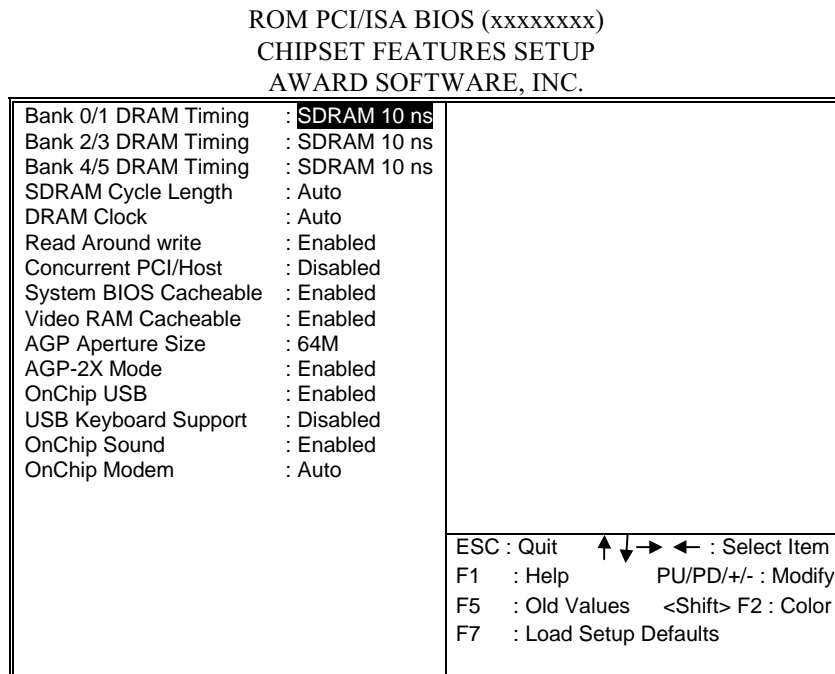 ROM PCI/ISA BIOS (xxxxxxxx)
CHIPSET FEATURES SETUP
AWARD SOFTWARE, INC.
Bank 0/1 DRAM Timing : SDRAM 10 ns
Bank 2/3 DRAM Timing : SDRAM 10 ns
Bank 4/5 DRAM Timing : SDRAM 10 ns
SDRAM Cycle Length : Auto
DRAM Clock : Auto
Read Around write : Enabled
Concurrent PCI/Host : Disabled
System BIOS Cacheable : Enabled
Video RAM Cacheable : Enabled
AGP Aperture Size : 64M
AGP-2X Mode : Enabled
OnChip USB : Enabled
USB Keyboard Support : Disabled
OnChip Sound : Enabled
OnChip Modem : Auto
ESC : Quit ↑ ↓ → ← : Select Item
F1 : Help PU/PD/+/- : Modify
F5 : Old Values <Shift> F2 : Color
F7 : Load Setup Defaults